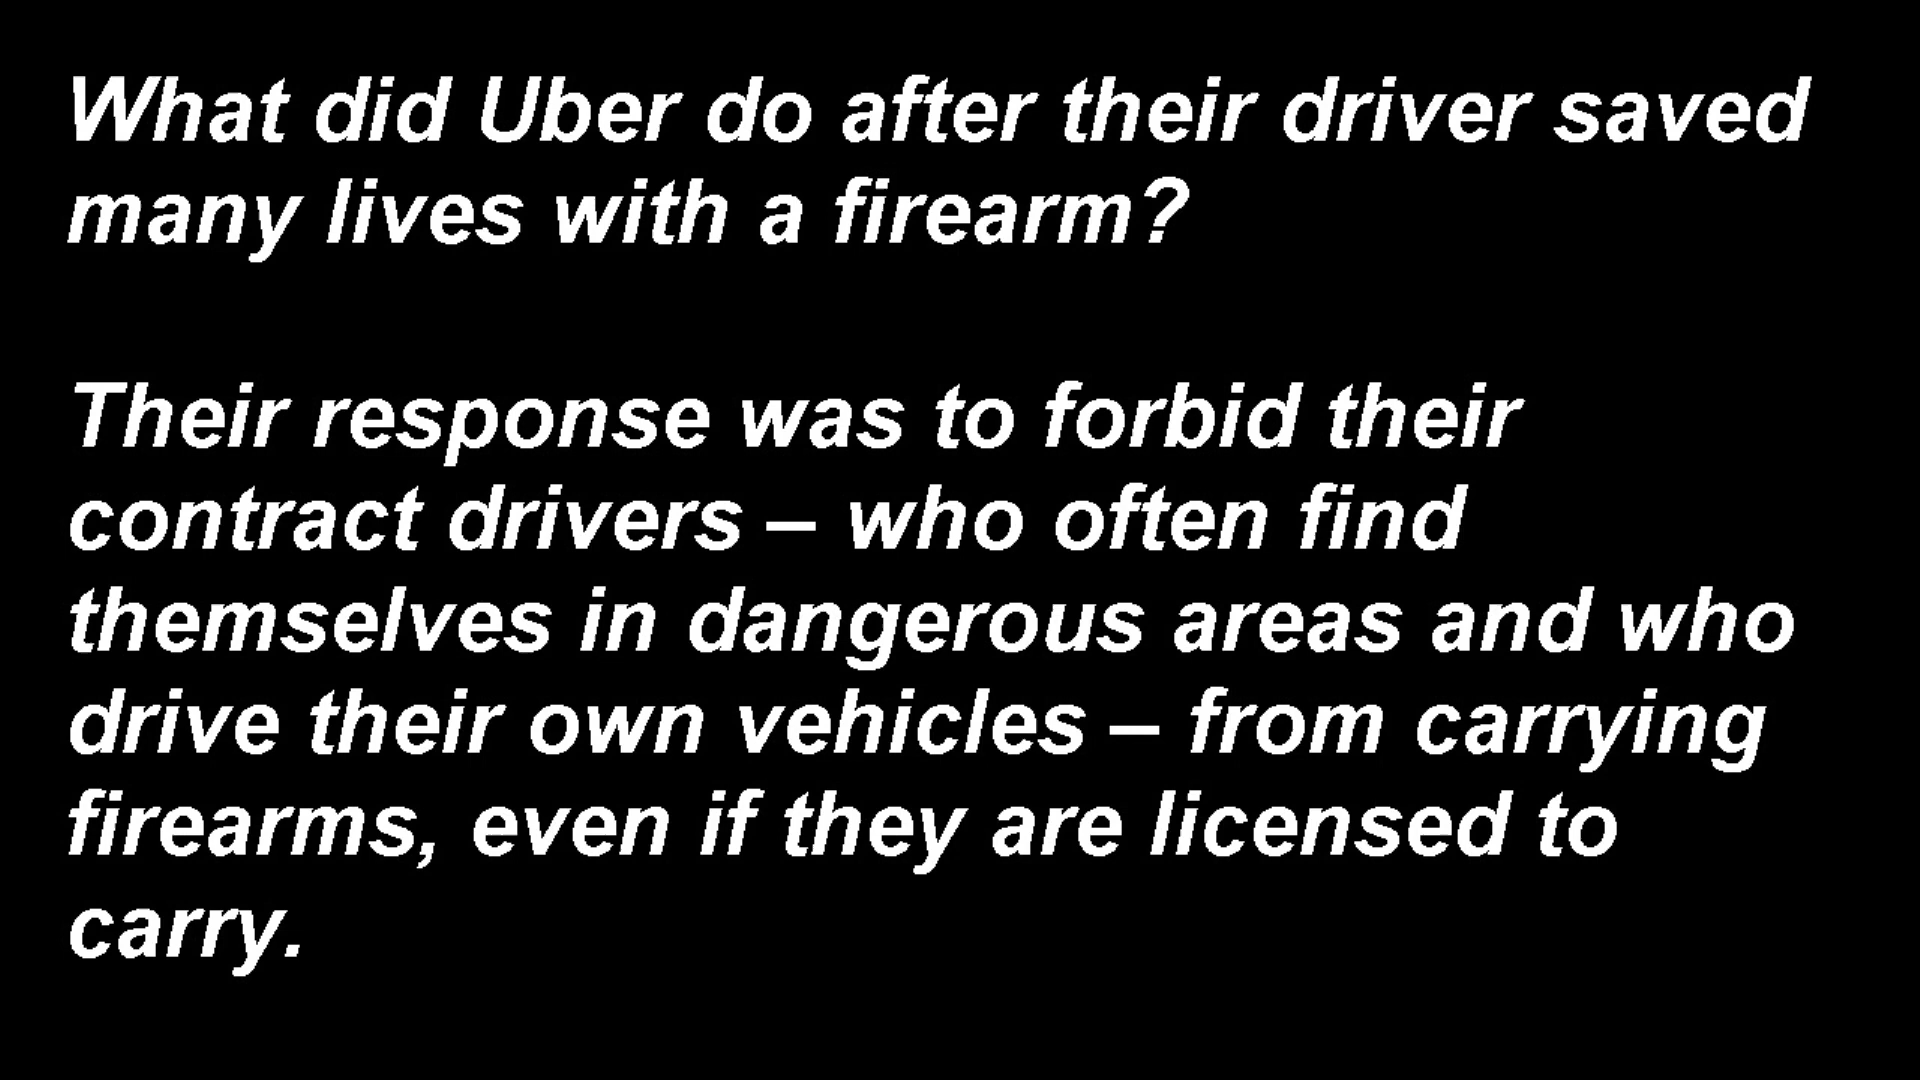 What did Uber do after their driver saved
many lives with a firearm?
Their response was to forbid their
contract drivers – who often find
themselves in dangerous areas and who
drive their own vehicles – from carrying
firearms, even if they are licensed to
carry.